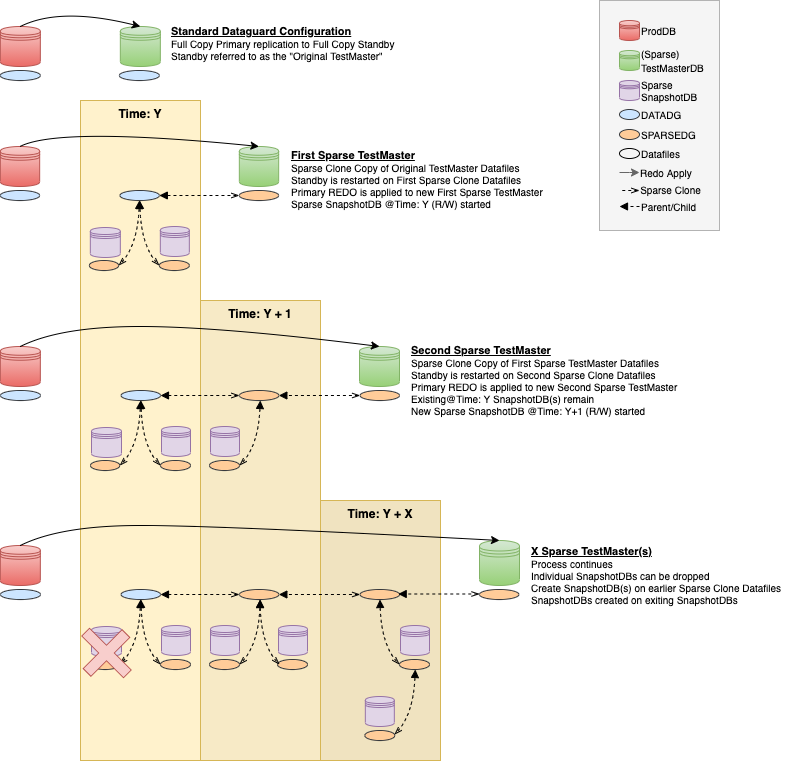 Standard Dataguard Configuration
Full Copy Primary replication to Full Copy Standby
Standby referred to as the "Original TestMaster"
ProdDB
(Sparse)
TestMasterDB
Sparse
SnapshotDB
DATADG
SPARSEDG
Datafiles
Redo Apply
Sparse Clone
Parent/Child
Time: Y
First Sparse TestMaster
Sparse Clone Copy of Original TestMaster Datafiles
Standby is restarted on First Sparse Clone Datafiles
Primary REDO is applied to new First Sparse TestMaster
Sparse SnapshotDB @Time: Y (R/W) started
Time: Y + 1
Second Sparse TestMaster
Sparse Clone Copy of First Sparse TestMaster Datafiles
Standby is restarted on Second Sparse Clone Datafiles
Primary REDO is applied to new Second Sparse TestMaster
Existing@Time: Y SnapshotDB(s) remain
New Sparse SnapshotDB @Time: Y+1 (R/W) started
Time: Y + X
X Sparse TestMaster(s)
Process continues
Individual SnapshotDBs can be dropped
Create SnapshotDB(s) on earlier Sparse Clone Datafiles
SnapshotDBs created on exiting SnapshotDBs